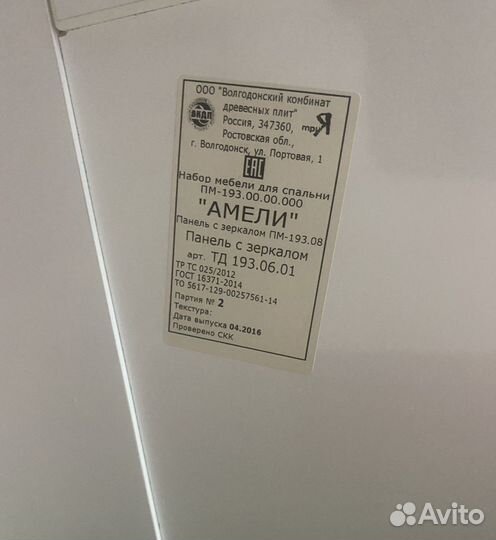 ООО "Волгодонский комбинат
древесных плит"
Россия, 347360,
Ростовская обл.,
г. Волгодонск, ул. Портовая, 1
ВКДП
триЯ
EAC
Набор мебели для спальни
ПМ-193.00.00.000
"АМЕЛИ"
Панель с зеркалом ПМ-193.08
Панель с зеркалом
арт. ТД 193.06.01
ТР ТС 025/2012
ГОСТ 16371-2014
ТО 5617-129-00257561-14
Партия № 2
Текстура:
Дата выпуска 04.2016
Проверено СКК
Avito